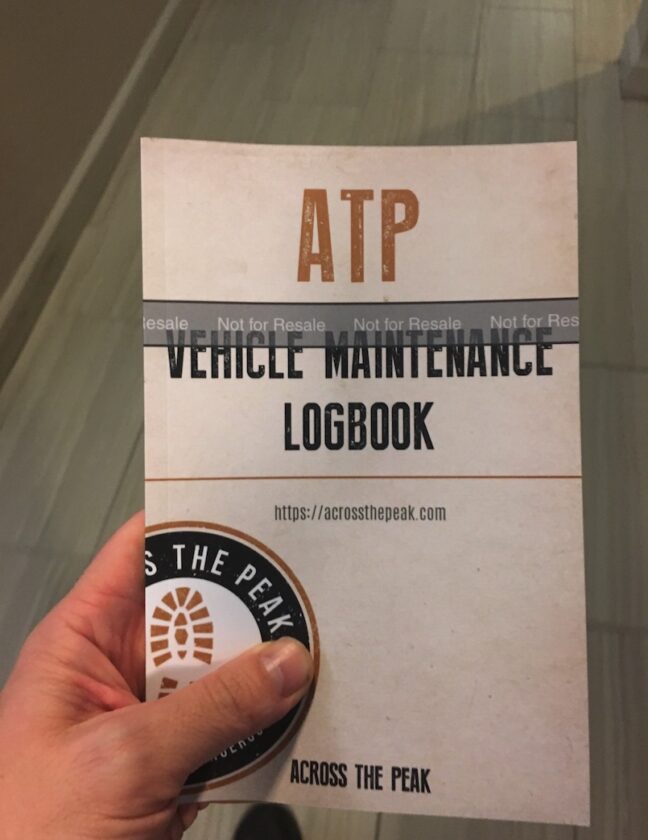 ATP
esale Not for Resale Not for Resale Not for Res
VEHICLE MAINTENANCE
LOGBOOK
https://acrossthepeak.com
S THE PEAK
ACROSS THE PEAK